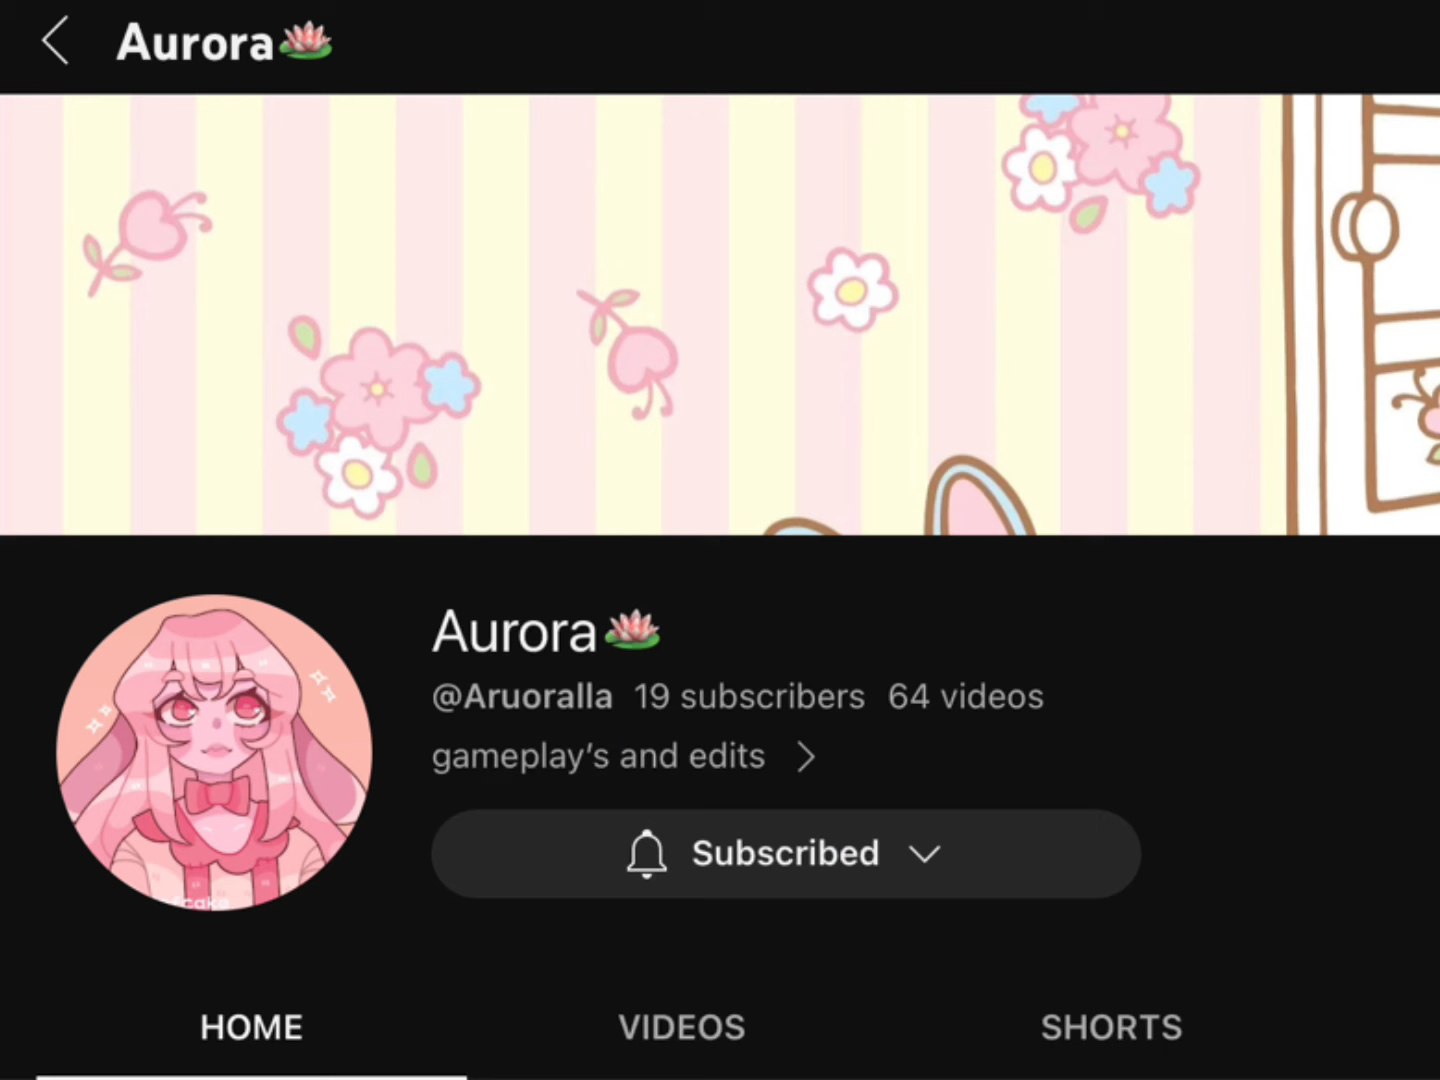 Aurora🪷
Aurora🪷
@Aruoralla 19 subscribers 64 videos
gameplay's and edits
Subscribed
HOME VIDEOS SHORTS